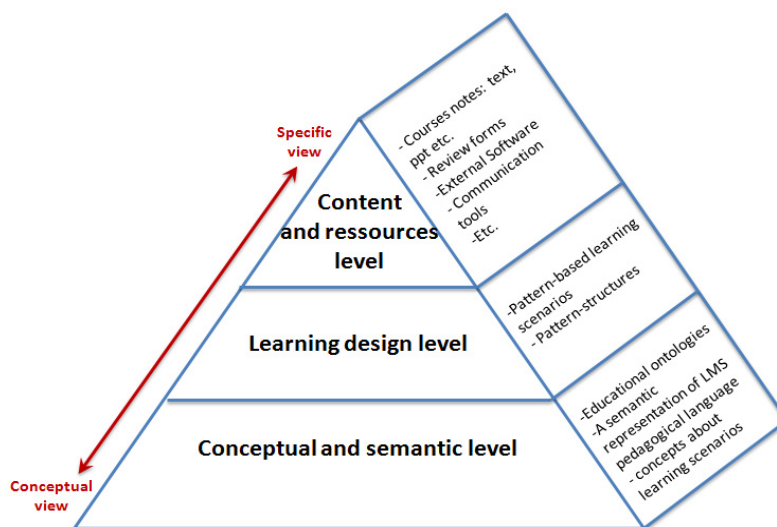 Specific
view
Content
and ressources
level
Learning design level
Conceptual and semantic level
Conceptual
view
- Courses notes: text,
ppt etc.
- Review forms
-External Software
- Communication
tools
-Etc.
-Pattern-based learning
scenarios
- Pattern-structures
-Educational ontologies
-A semantic
representation of LMS
pedagogical language
- concepts about
learning scenarios